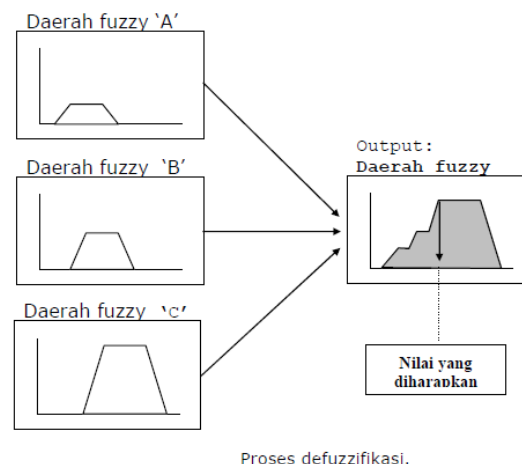 Daerah fuzzy 'A'
Daerah fuzzy 'B'
Daerah fuzzy 'C'
Output:
Daerah fuzzy
Nilai yang
diharapkan
Proses defuzzifikasi.